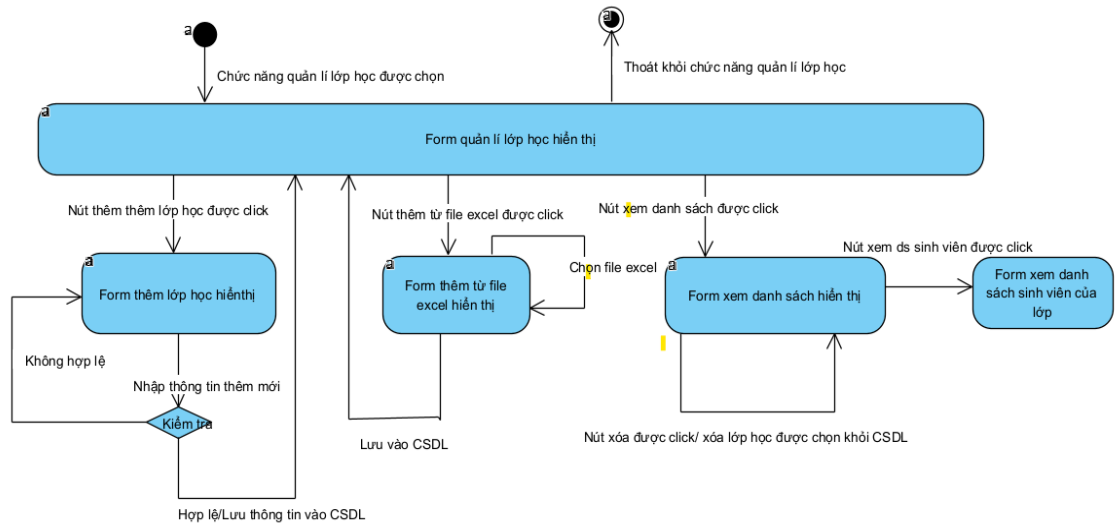 a
a
Chức năng quản lí lớp học được chọn
Thoát khỏi chức năng quản lí lớp học
a
Form quản lí lớp học hiển thị
Nút thêm thêm lớp học được click
Nút thêm từ file excel được click
Nút xem danh sách được click
a
Form thêm lớp học hiểnthị
a
Form thêm từ file
excel hiển thị
Chọn file excel
a
Form xem danh sách hiển thị
Nút xem ds sinh viên được click
Form xem danh
sách sinh viên của
lớp
Không hợp lệ
Nhập thông tin thêm mới
Kiểm tra
Lưu vào CSDL
Nút xóa được click/ xóa lớp học được chọn khỏi CSDL
Hợp lệ/Lưu thông tin vào CSDL